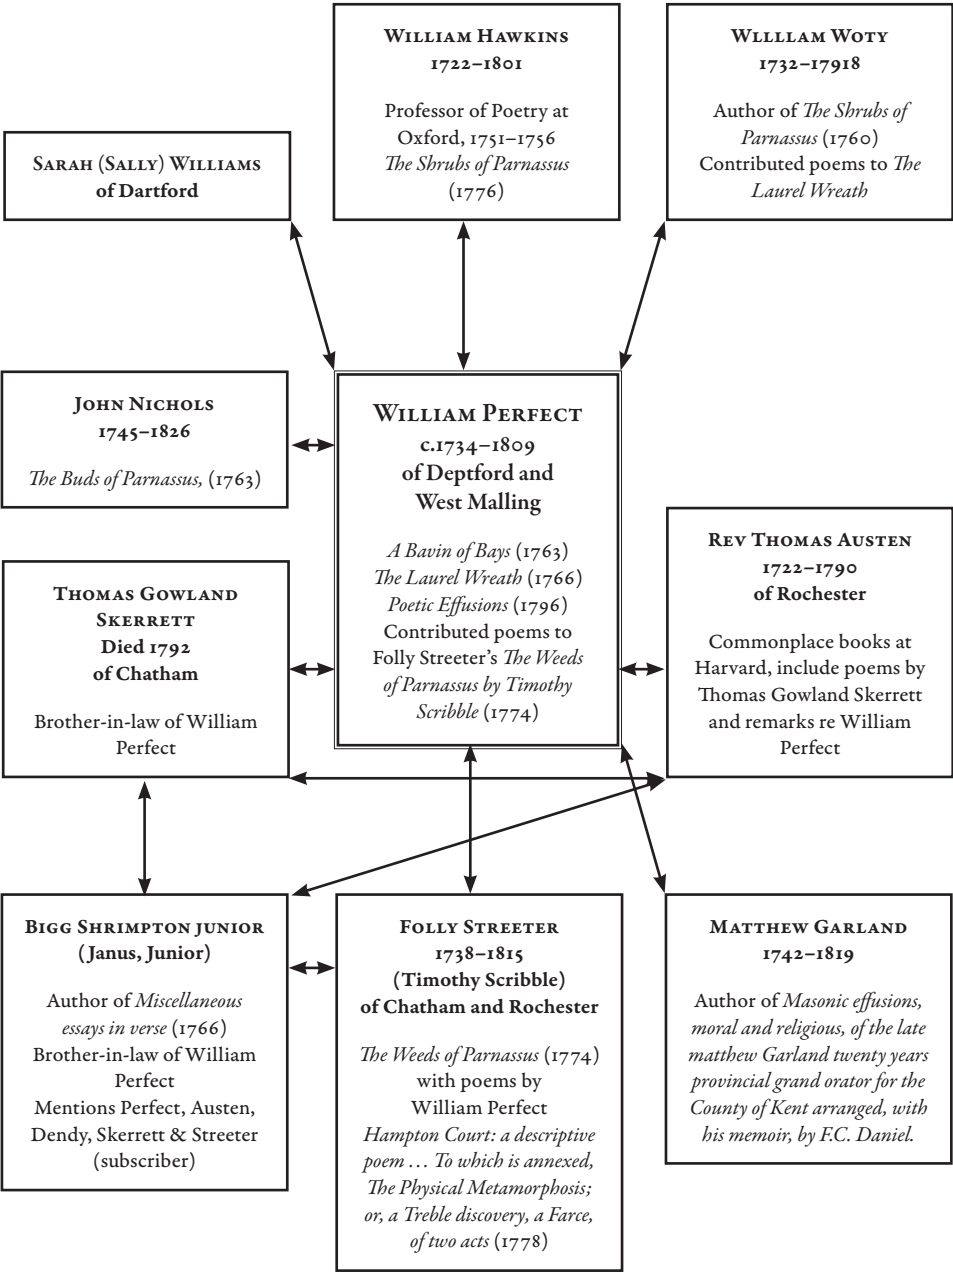 William Hawkins
1722–1801
Professor of Poetry at
Oxford, 1751–1756
The Shrubs of Parnassus
(1776)
Wllllam Woty
1732–17918
Author of The Shrubs of
Parnassus (1760)
Contributed poems to The
Laurel Wreath
Sarah (Sally) Williams
of Dartford
John Nichols
1745–1826
The Buds of Parnassus, (1763)
William Perfect
c.1734–1809
of Deptford and
West Malling
A Bavin of Bays (1763)
The Laurel Wreath (1766)
Poetic Effusions (1796)
Contributed poems to
Folly Streeter’s The Weeds
of Parnassus by Timothy
Scribble (1774)
Rev Thomas Austen
1722–1790
of Rochester
Commonplace books at
Harvard, include poems by
Thomas Gowland Skerrett
and remarks re William
Perfect
Thomas Gowland
Skerrett
Died 1792
of Chatham
Brother-in-law of William
Perfect
Bigg Shrimpton junior
(Janus, Junior)
Author of Miscellaneous
essays in verse (1766)
Brother-in-law of William
Perfect
Mentions Perfect, Austen,
Dendy, Skerrett & Streeter
(subscriber)
Folly Streeter
1738–1815
(Timothy Scribble)
of Chatham and Rochester
The Weeds of Parnassus (1774)
with poems by
William Perfect
Hampton Court: a descriptive
poem … To which is annexed,
The Physical Metamorphosis;
or, a Treble discovery, a Farce,
of two acts (1778)
Matthew Garland
1742–1819
Author of Masonic effusions,
moral and religious, of the late
matthew Garland twenty years
provincial grand orator for the
County of Kent arranged, with
his memoir, by F.C. Daniel.